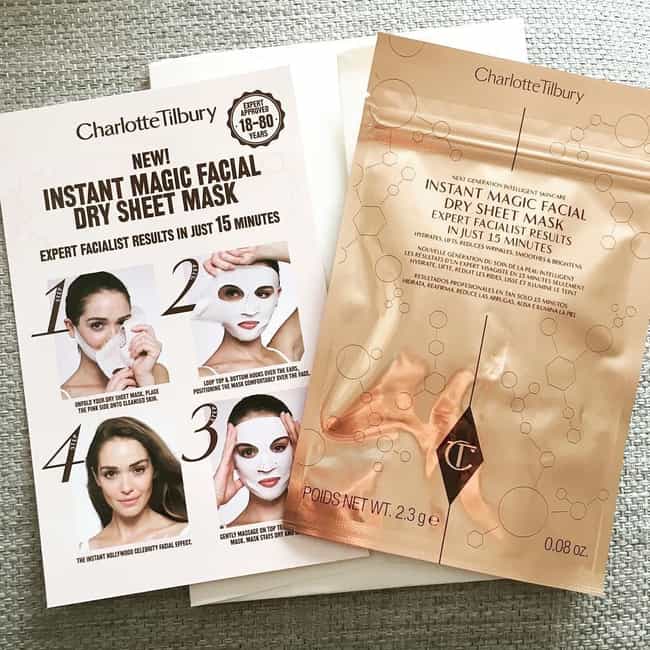 Charlotte Tilbury
EXPERT
APPROVED
18-80
YEARS
NEW!
INSTANT MAGIC FACIAL
DRY SHEET MASK
EXPERT FACIALIST RESULTS IN JUST 15 MINUTES
STEP
1
UNFOLD YOUR DRY SHEET MASK. PLACE
THE PINK SIDE ONTO CLEANSED SKIN.
STEP
2
LOOP TOP & BOTTOM HOOKS OVER THE EARS,
POSITIONING THE MASK COMFORTABLY OVER THE FACE.
STEP
3
GENTLY MASSAGE ON TOP
MASK. MASK STAYS DRY
STEP
4
THE INSTANT HOLLYWOOD CELEBRITY FACIAL EFFECT.
Charlotte Tilbury
NEXT GENERATION INTELLIGENT SKINCARE
INSTANT MAGIC FACIAL
DRY SHEET MASK
EXPERT FACIALIST RESULTS
IN JUST 15 MINUTES
HYDRATES, LIFTS, REDUCES WRINKLES, SMOOTHES & BRIGHTENS
NOUVELLE GÉNÉRATION DU SOIN DE LA PEAU INTELLIGENT
LES RÉSULTATS D'UN EXPERT VISAGISTE EN 15 MINUTES SEULEMENT
HYDRATE, LIFTE, RÉDUIT LES RIDES, LISSE ET ILLUMINE LE TEINT
RESULTADOS PROFESIONALES EN TAN SOLO 15 MINUTOS
HIDRATA, REAFIRMA, REDUCE LAS ARRUGAS, ALISA E ILUMINA LA PIEL
CT
POIDS NET WT. 2.3 g e
0.08 oz.